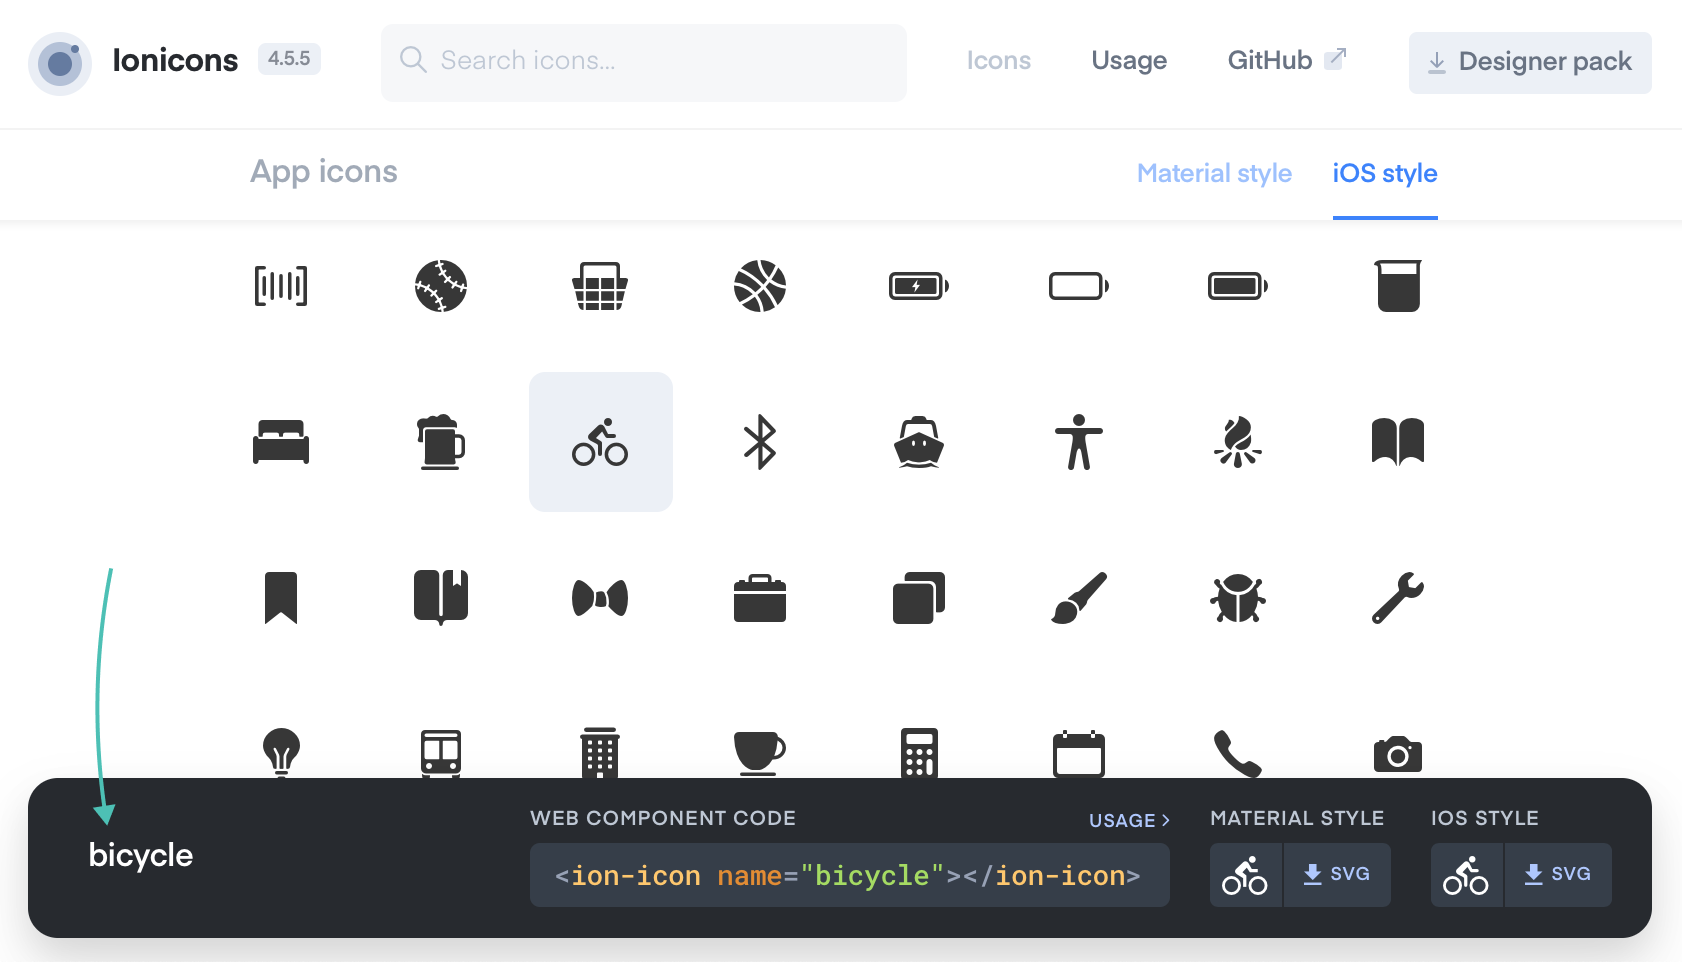 Ionicons 4.5.5 Search icons... Icons Usage GitHub Designer pack
App icons Material style iOS style
WEB COMPONENT CODE USAGE > MATERIAL STYLE IOS STYLE
bicycle <ion-icon name="bicycle"></ion-icon> SVG SVG